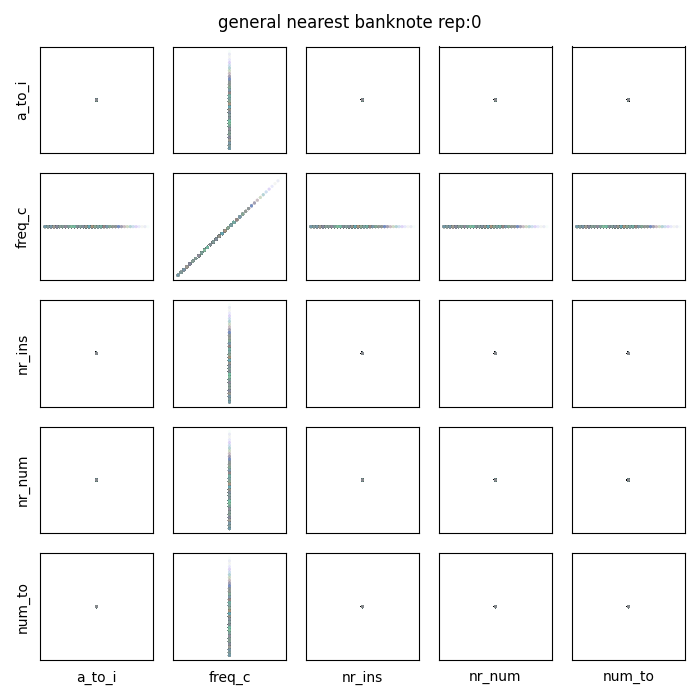 general nearest banknote rep:0
a_to_i
freq_c
nr_ins
nr_num
num_to
a_to_i freq_c nr_ins nr_num num_to